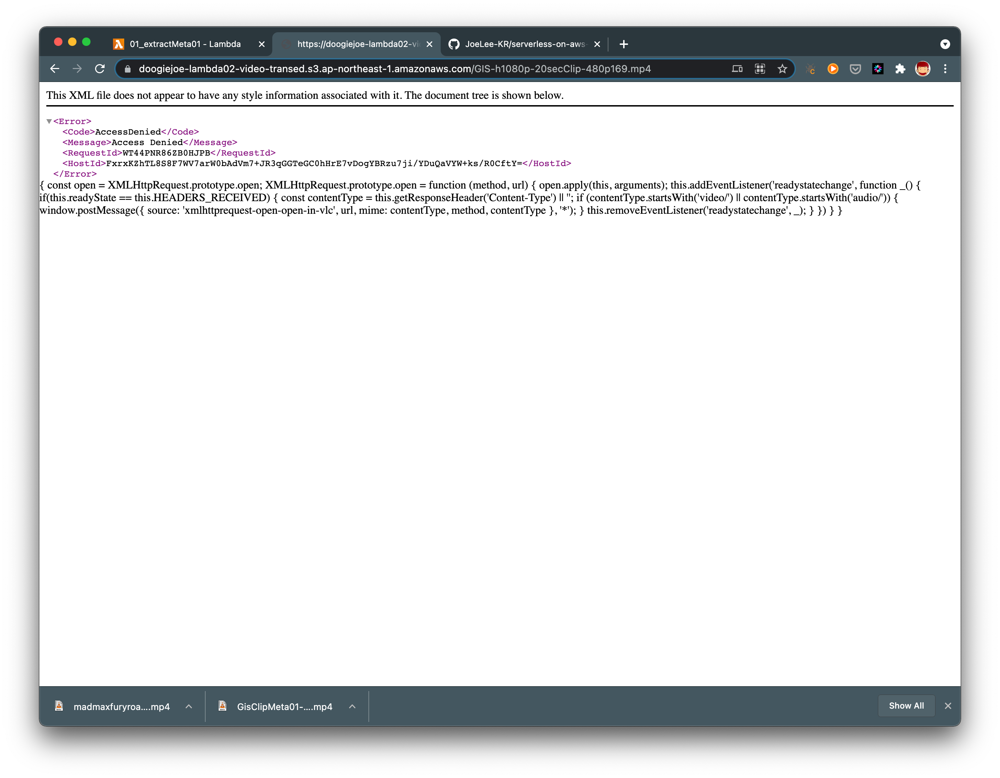 01_extractMeta01 - Lambda
https://doogiejoe-lambda02-vi
JoeLee-KR/serverless-on-aws-
doogiejoe-lambda02-video-transed.s3.ap-northeast-1.amazonaws.com/GIS-h1080p-20secClip-480p169.mp4
This XML file does not appear to have any style information associated with it. The document tree is shown below.
<Error>
<Code>AccessDenied</Code>
<Message>Access Denied</Message>
<RequestId>WT44PNR86ZB0HJPB</RequestId>
<HostId>FxrxKZhTL8S8F7WV7arW0bAdVm7+JR3qGGTeGC0hHrE7vDogYBRzu7ji/YDuQaVYW+ks/R0CftY=</HostId>
</Error>
{ const open = XMLHttpRequest.prototype.open; XMLHttpRequest.prototype.open = function (method, url) { open.apply(this, arguments); this.addEventListener('readystatechange', function _() {
if(this.readyState == this.HEADERS_RECEIVED) { const contentType = this.getResponseHeader('Content-Type') || ''; if (contentType.startsWith('video/') || contentType.startsWith('audio/')) {
window.postMessage({ source: 'xmlhttprequest-open-open-in-vlc', url, mime: contentType, method, contentType }, '*'); } this.removeEventListener('readystatechange', _); } }) } }
madmaxfuryroa....mp4
GisClipMeta01-....mp4
Show All